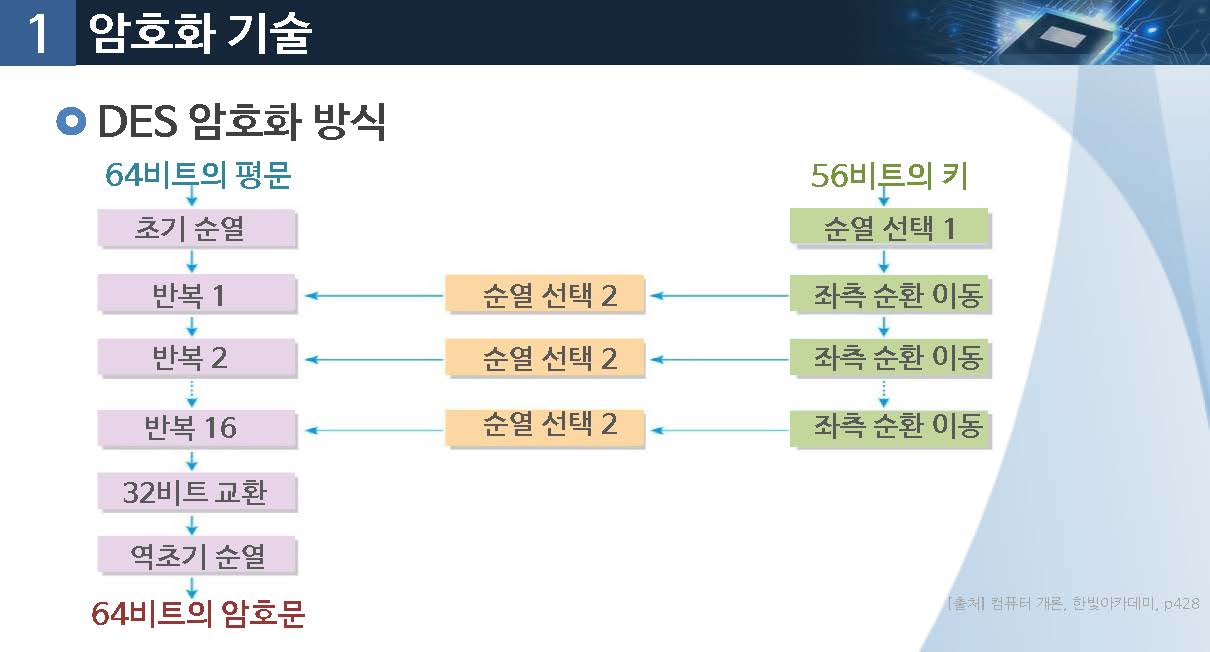 1 암호화 기술
DES 암호화 방식
64비트의 평문
56비트의 키
초기 순열
순열 선택 1
반복 1
순열 선택 2
좌측 순환 이동
반복 2
순열 선택 2
좌측 순환 이동
반복 16
순열 선택 2
좌측 순환 이동
32비트 교환
역초기 순열
64비트의 암호문
[출처] 컴퓨터 개론, 한빛아카데미, p428